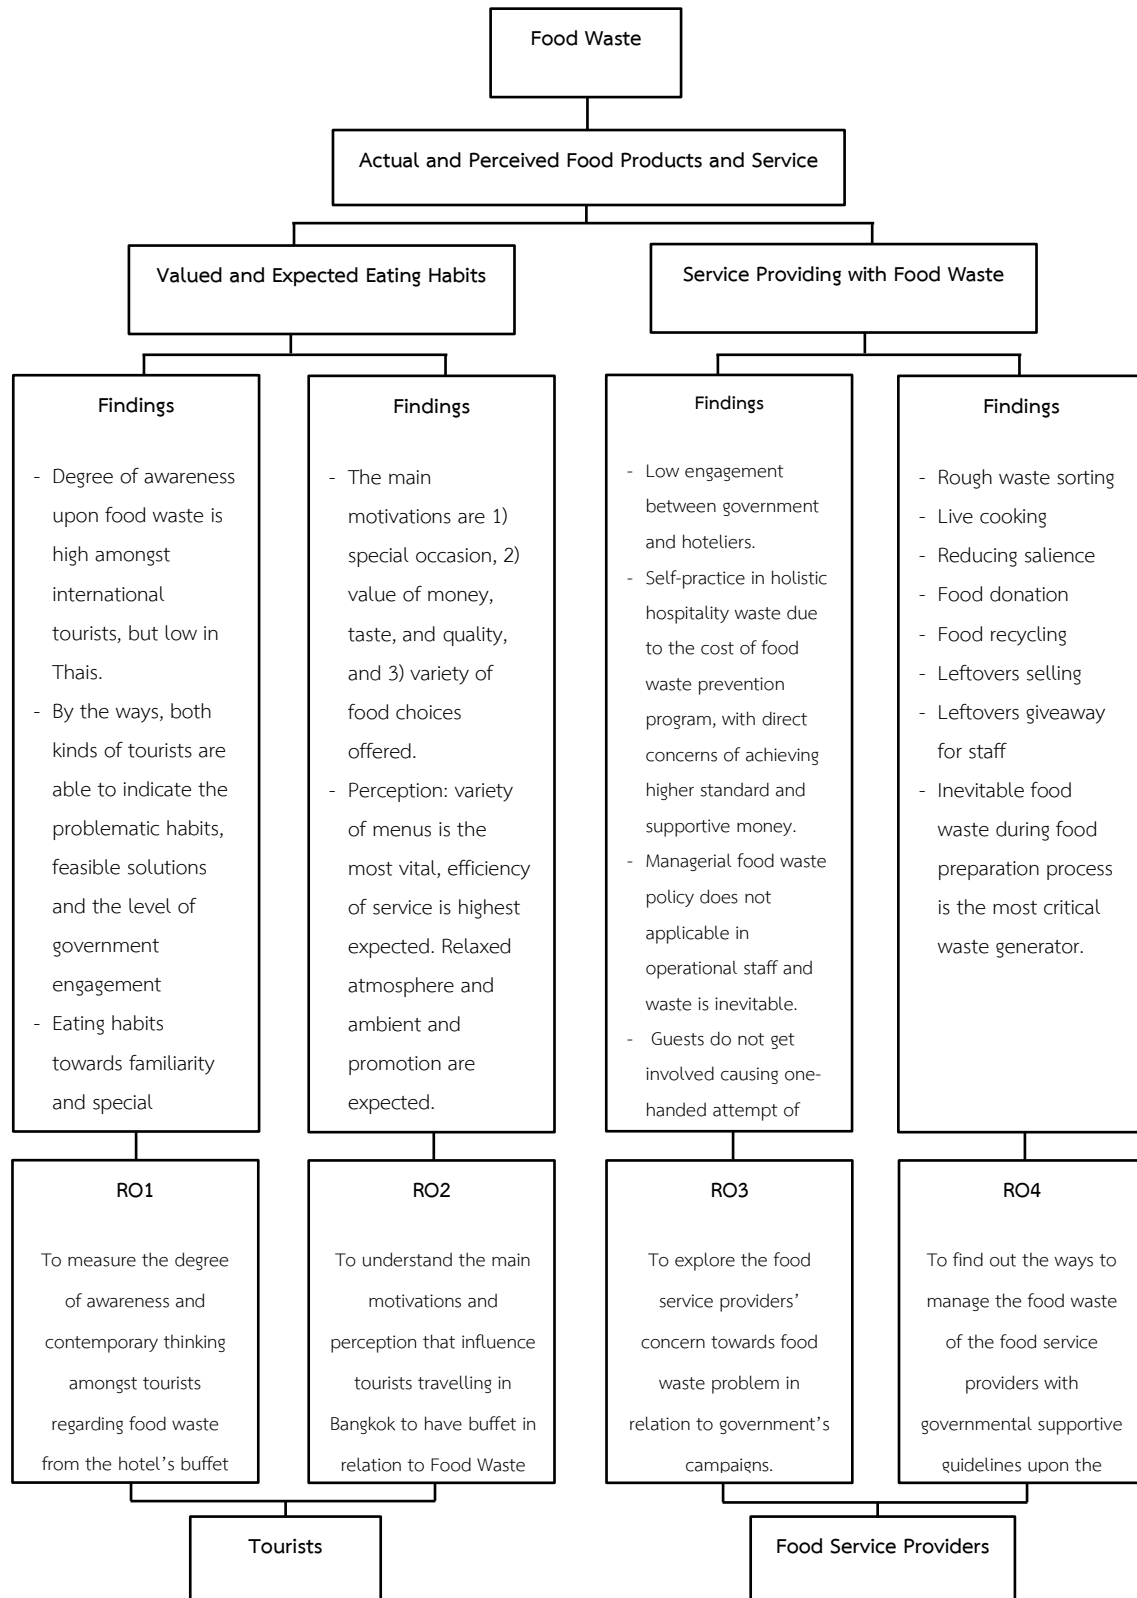 Food Waste
Actual and Perceived Food Products and Service
Valued and Expected Eating Habits
Service Providing with Food Waste
Findings
- Degree of awareness
upon food waste is
high amongst
international
tourists, but low in
Thais.
- By the ways, both
kinds of tourists are
able to indicate the
problematic habits,
feasible solutions
and the level of
government
engagement
- Eating habits
towards familiarity
and special
Findings
- The main
motivations are 1)
special occasion, 2)
value of money,
taste, and quality,
and 3) variety of
food choices
offered.
- Perception: variety
of menus is the
most vital, efficiency
of service is highest
expected. Relaxed
atmosphere and
ambient and
promotion are
expected.
Findings
- Low engagement
between government
and hoteliers.
- Self-practice in holistic
hospitality waste due
to the cost of food
waste prevention
program, with direct
concerns of achieving
higher standard and
supportive money.
- Managerial food waste
policy does not
applicable in
operational staff and
waste is inevitable.
- Guests do not get
involved causing one-
handed attempt of
Findings
- Rough waste sorting
- Live cooking
- Reducing salience
- Food donation
- Food recycling
- Leftovers selling
- Leftovers giveaway
for staff
- Inevitable food
waste during food
preparation process
is the most critical
waste generator.
RO1
To measure the degree
of awareness and
contemporary thinking
amongst tourists
regarding food waste
from the hotel's buffet
RO2
To understand the main
motivations and
perception that influence
tourists travelling in
Bangkok to have buffet in
relation to Food Waste
RO3
To explore the food
service providers'
concern towards food
waste problem in
relation to government's
campaigns.
RO4
To find out the ways to
manage the food waste
of the food service
providers with
governmental supportive
guidelines upon the
Tourists
Food Service Providers